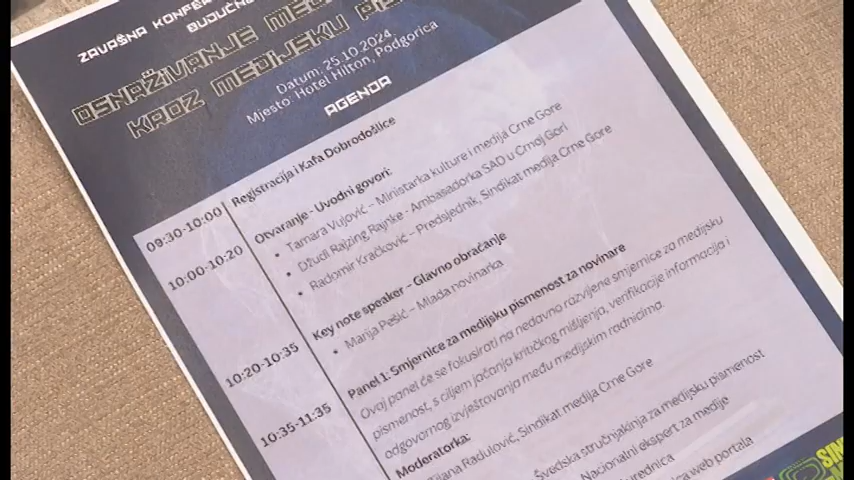 ZAVRŠNA KONFER
BUDUĆNO
OSNAŽIVANJE MED
KROZ MEDIJSKU PIS
Datum: 25.10.2024
Mjesto: Hotel Hilton, Podgorica
AGENDA
09:30-10:00 Registracija i Kafa Dobrodošlice
10:00-10:20 Otvaranje - Uvodni govori:
• Tamara Vujović – Ministarka kulture i medija Crne Gore
• Džudi Rajzing Rajnke - Ambasadorka SAD u Crnoj Gori
• Radomir Kračković – Predsjednik, Sindikat medija Crne Gore
10:20-10:35 Key note speaker – Glavno obraćanje
• Marija Pešić – Mlada novinarka
10:35-11:35 Panel 1: Smjernice za medijsku pismenost za novinare
Ovaj panel će se fokusirati na nedavno razvijene smjernice za medijsku
pismenost, s ciljem jačanja kritičkog mišljenja, verifikacije informacija i
odgovornog izvještavanja među medijskim radnicima.
Moderatorka:
Radulović, Sindikat medija Crne Gore
Švedska stručnjakinja za medijsku pismenost
Nacionalni ekspert za medije
urednica
web portala
SIN